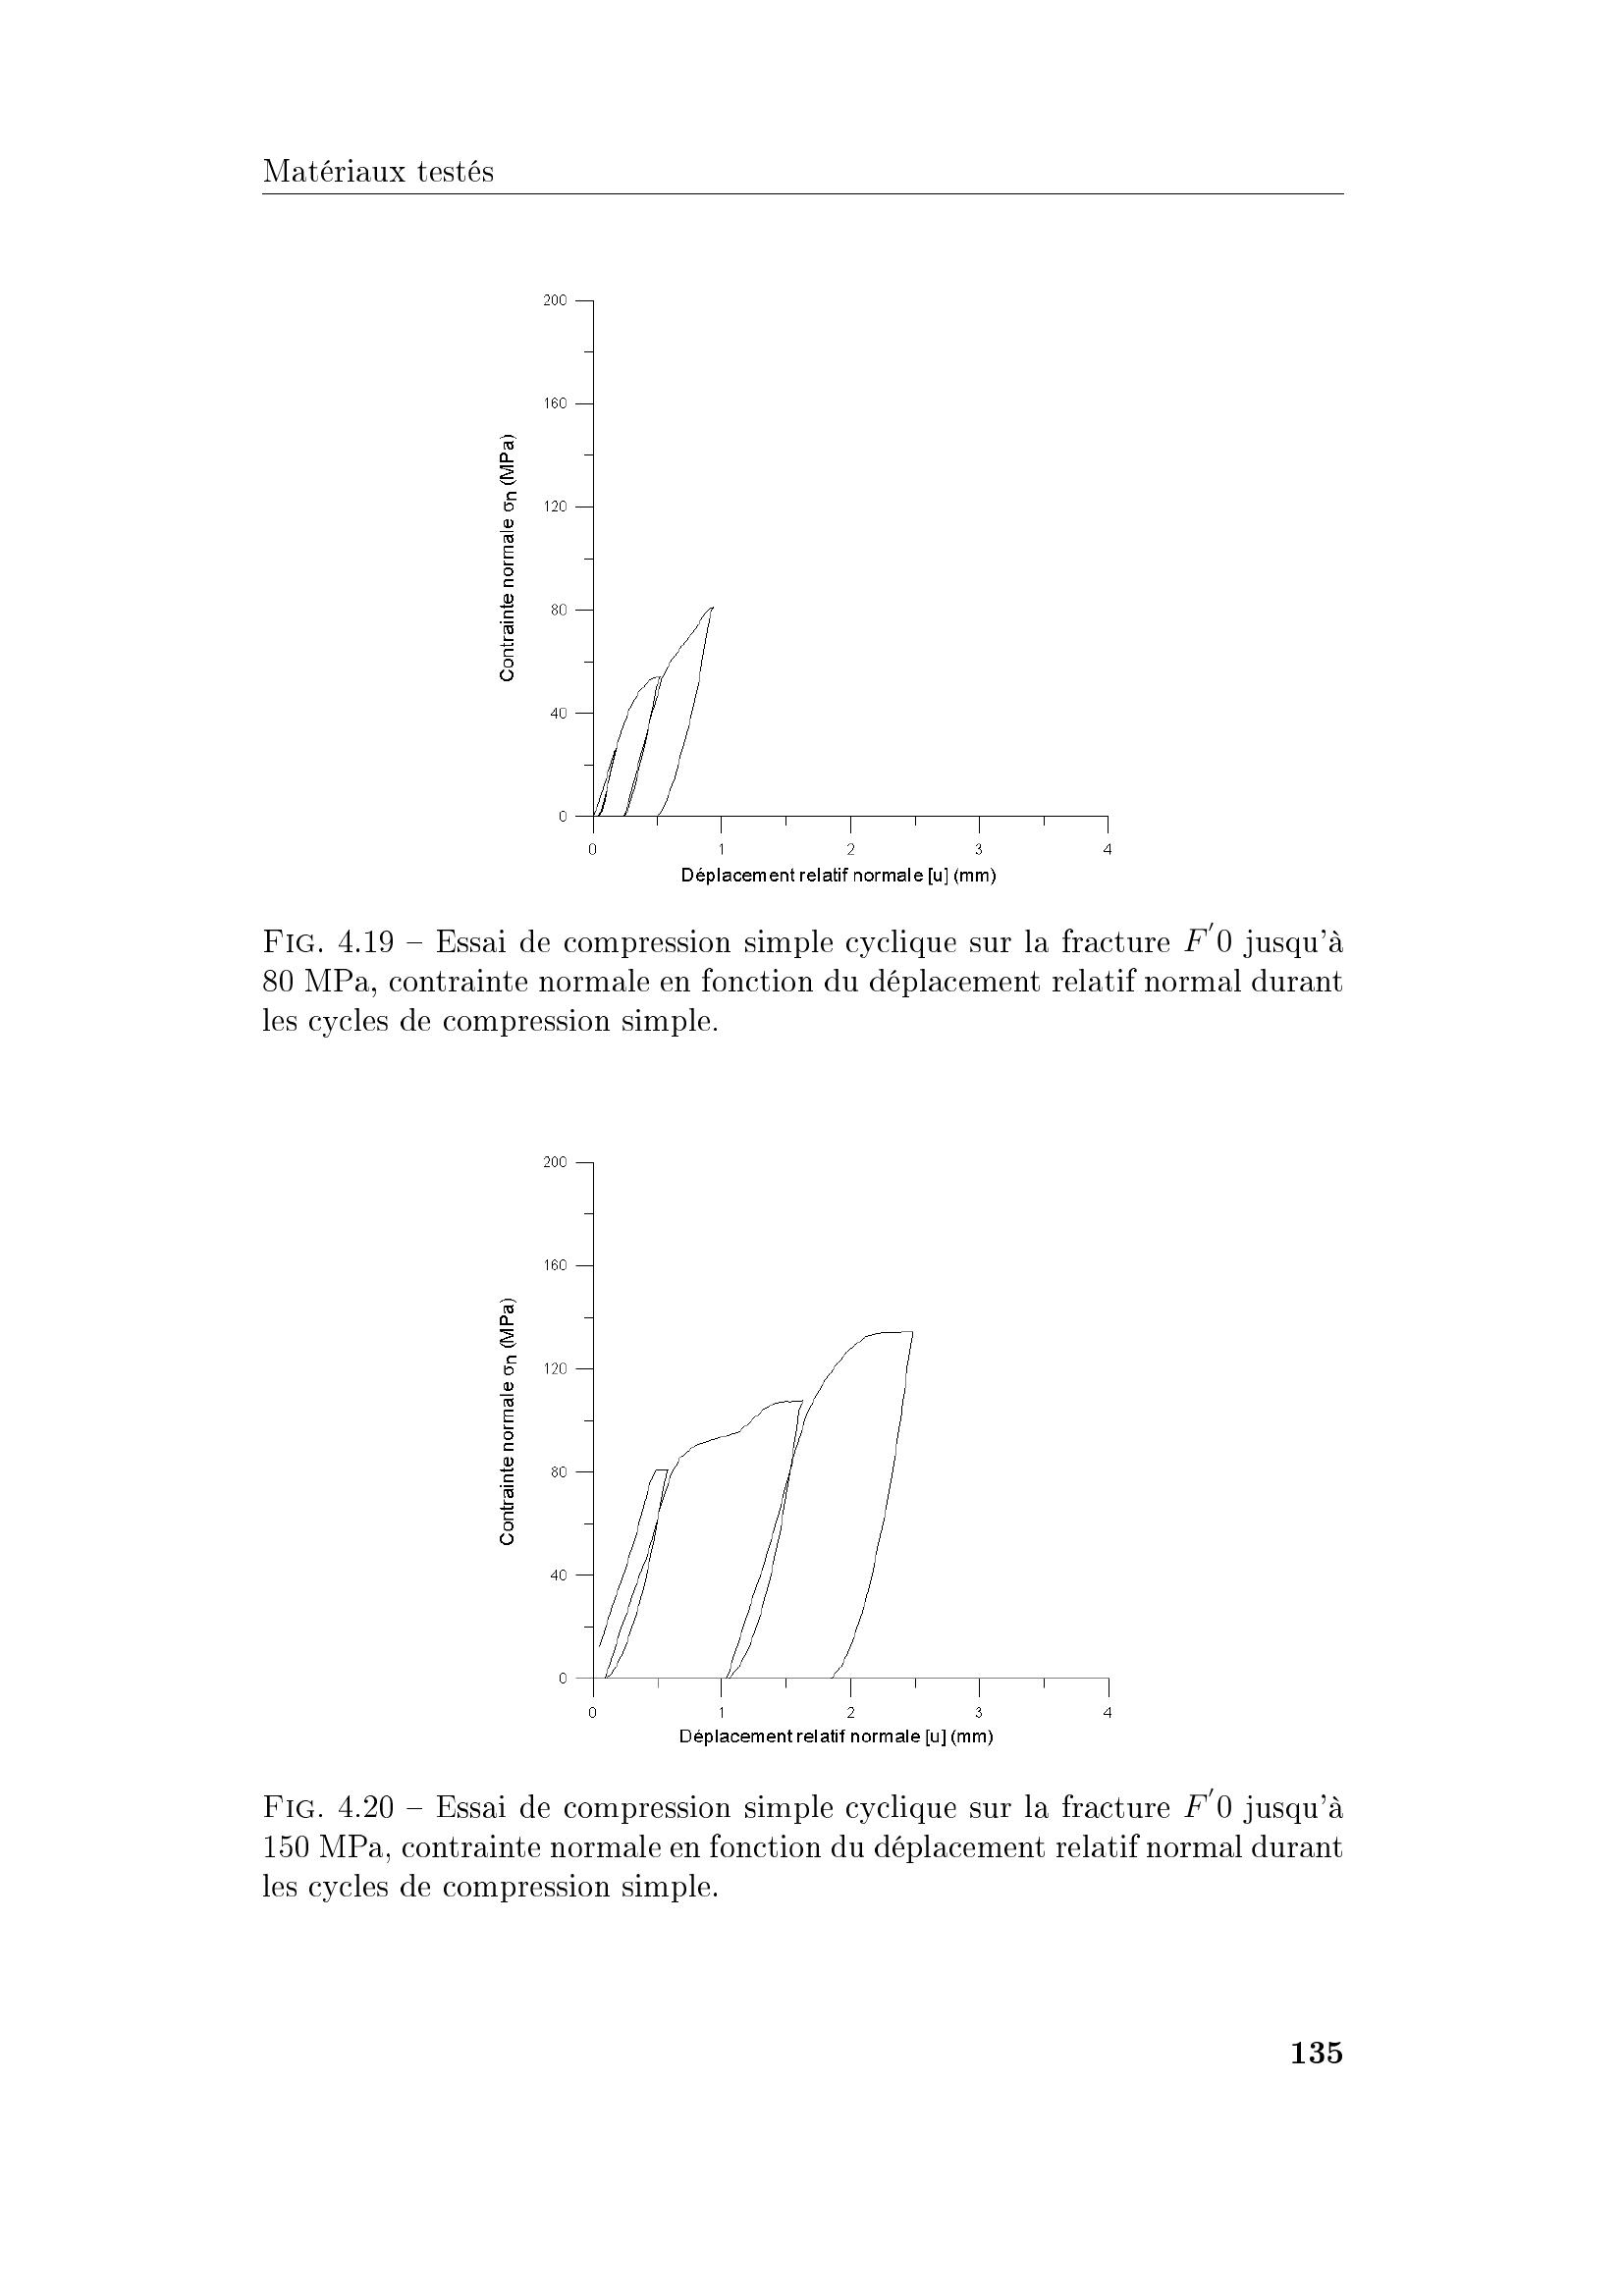 Matériaux testés
200
160
120
80
40
0
Contrainte normale σn (MPa)
0 1 2 3 4
Déplacement relatif normale [u] (mm)
FIG. 4.19 – Essai de compression simple cyclique sur la fracture F′0 jusqu'à
80 MPa, contrainte normale en fonction du déplacement relatif normal durant
les cycles de compression simple.
200
160
120
80
40
0
Contrainte normale σn (MPa)
0 1 2 3 4
Déplacement relatif normale [u] (mm)
FIG. 4.20 – Essai de compression simple cyclique sur la fracture F′0 jusqu'à
150 MPa, contrainte normale en fonction du déplacement relatif normal durant
les cycles de compression simple.
135